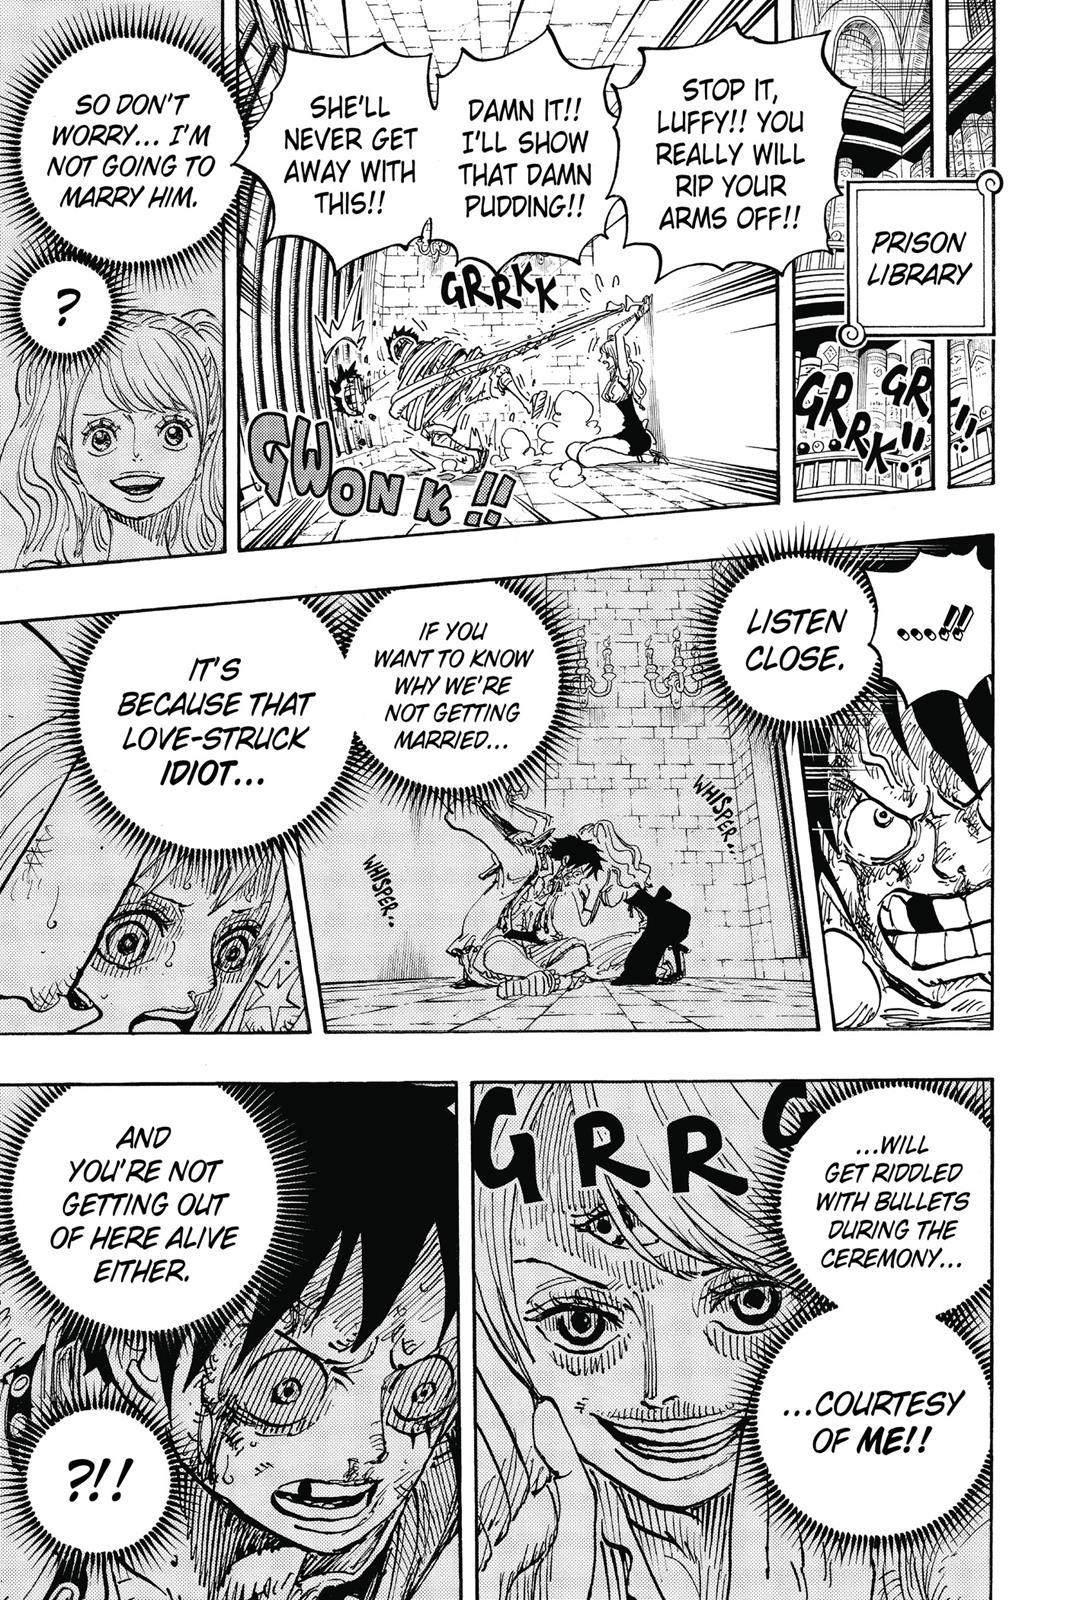 PRISON
LIBRARY
GRRRK!!
GRRK!!
STOP IT,
LUFFY!! YOU
REALLY WILL
RIP YOUR
ARMS OFF!!
DAMN IT!!
I'LL SHOW
THAT DAMN
PUDDING!!
SHE'LL
NEVER GET
AWAY WITH
THIS!!
GRRKK
GWONK!!
SO DON'T
WORRY... I'M
NOT GOING TO
MARRY HIM.
?
...!!
LISTEN
CLOSE.
WHISPER...
WHISPER...
IF YOU
WANT TO KNOW
WHY WE'RE
NOT GETTING
MARRIED...
IT'S
BECAUSE THAT
LOVE-STRUCK
IDIOT...
...WILL
GET RIDDLED
WITH BULLETS
DURING THE
CEREMONY...
...COURTESY
OF ME!!
GRRG
AND
YOU'RE NOT
GETTING OUT
OF HERE ALIVE
EITHER.
?!!